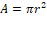 A = πr²